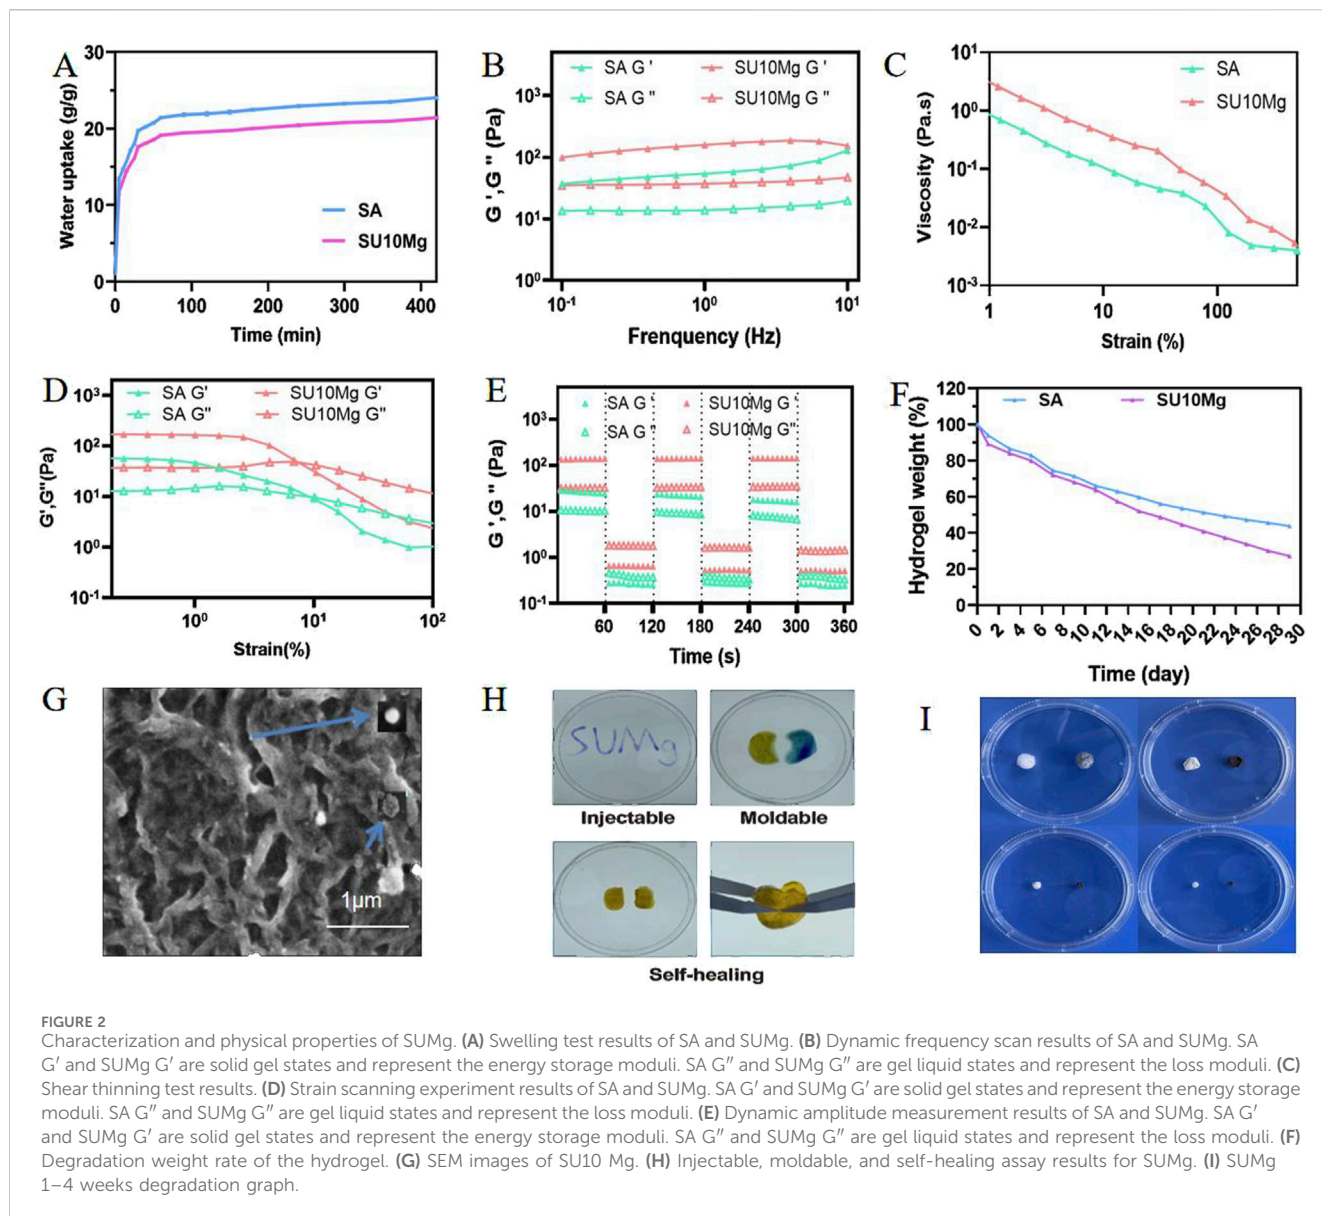 A
30
20
10
0
Water uptake (g/g)
SA
SU10Mg
0 100 200 300 400
Time (min)
B
SA G ' SU10Mg G '
SA G " SU10Mg G "
10³
10²
10¹
10⁰
G ',G " (Pa)
10⁻¹ 10⁰ 10¹
Frenquency (Hz)
C
SA
SU10Mg
10¹
10⁰
10⁻¹
10⁻²
10⁻³
Viscosity (Pa.s)
1 10 100
Strain (%)
D
SA G' SU10Mg G'
SA G" SU10Mg G"
10³
10²
10¹
10⁰
10⁻¹
G',G"(Pa)
10⁰ 10¹ 10²
Strain(%)
E
SA G ' SU10Mg G '
SA G " SU10Mg G"
10³
10²
10¹
10⁰
10⁻¹
G ',G " (Pa)
60 120 180 240 300 360
Time (s)
F
SA SU10Mg
120
100
80
60
40
20
0
Hydrogel weight (%)
0 2 4 6 8 10 12 14 16 18 20 22 24 26 28 30
Time (day)
G
1μm
H
SUMg
Injectable Moldable
Self-healing
I
FIGURE 2
Characterization and physical properties of SUMg. (A) Swelling test results of SA and SUMg. (B) Dynamic frequency scan results of SA and SUMg. SA
G′ and SUMg G′ are solid gel states and represent the energy storage moduli. SA G″ and SUMg G″ are gel liquid states and represent the loss moduli. (C)
Shear thinning test results. (D) Strain scanning experiment results of SA and SUMg. SA G′ and SUMg G′ are solid gel states and represent the energy storage
moduli. SA G″ and SUMg G″ are gel liquid states and represent the loss moduli. (E) Dynamic amplitude measurement results of SA and SUMg. SA G′
and SUMg G′ are solid gel states and represent the energy storage moduli. SA G″ and SUMg G″ are gel liquid states and represent the loss moduli. (F)
Degradation weight rate of the hydrogel. (G) SEM images of SU10 Mg. (H) Injectable, moldable, and self-healing assay results for SUMg. (I) SUMg
1–4 weeks degradation graph.